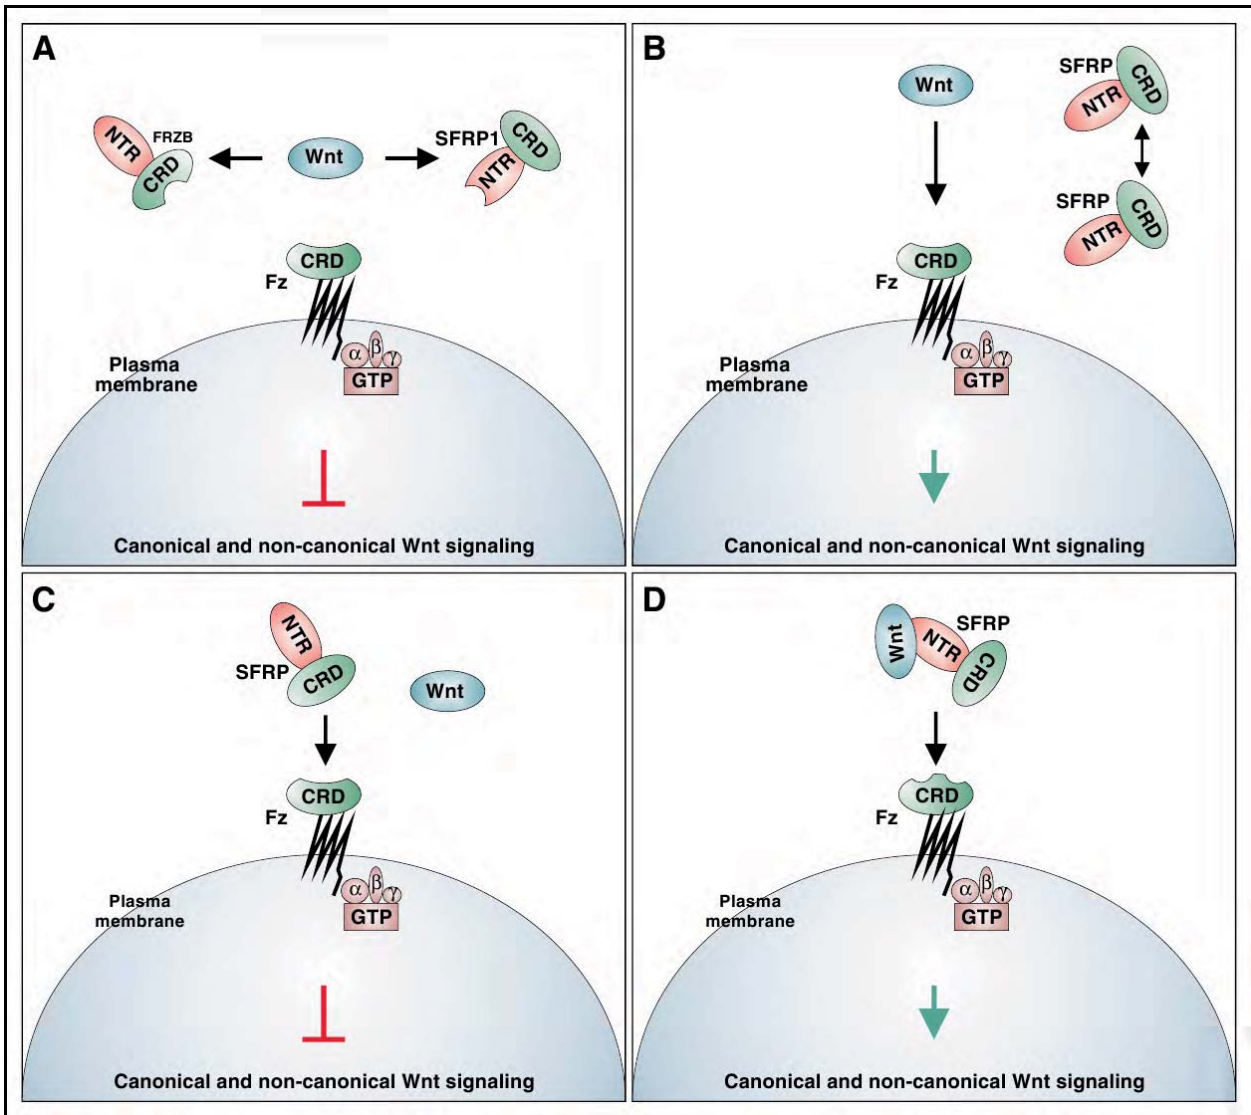 A
NTR
FRZB
CRD
Wnt
SFRP1
CRD
NTR
CRD
Fz
α β γ
GTP
Plasma
membrane
Canonical and non-canonical Wnt signaling
B
Wnt
SFRP
CRD
NTR
SFRP
CRD
NTR
CRD
Fz
α β γ
GTP
Plasma
membrane
Canonical and non-canonical Wnt signaling
C
NTR
SFRP
CRD
Wnt
CRD
Fz
α β γ
GTP
Plasma
membrane
Canonical and non-canonical Wnt signaling
D
Wnt
NTR
SFRP
CRD
CRD
Fz
α β γ
GTP
Plasma
membrane
Canonical and non-canonical Wnt signaling